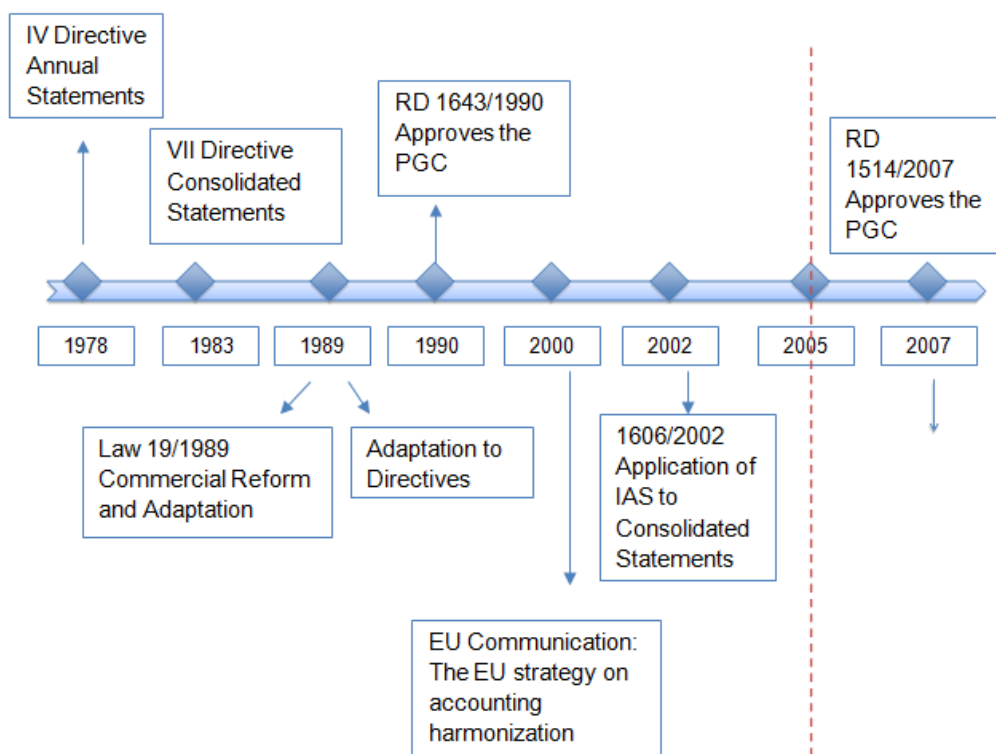 IV Directive
Annual
Statements
VII Directive
Consolidated
Statements
RD 1643/1990
Approves the
PGC
RD
1514/2007
Approves the
PGC
1978
1983
1989
1990
2000
2002
2005
2007
Law 19/1989
Commercial Reform
and Adaptation
Adaptation to
Directives
1606/2002
Application of
IAS to
Consolidated
Statements
EU Communication:
The EU strategy on
accounting
harmonization